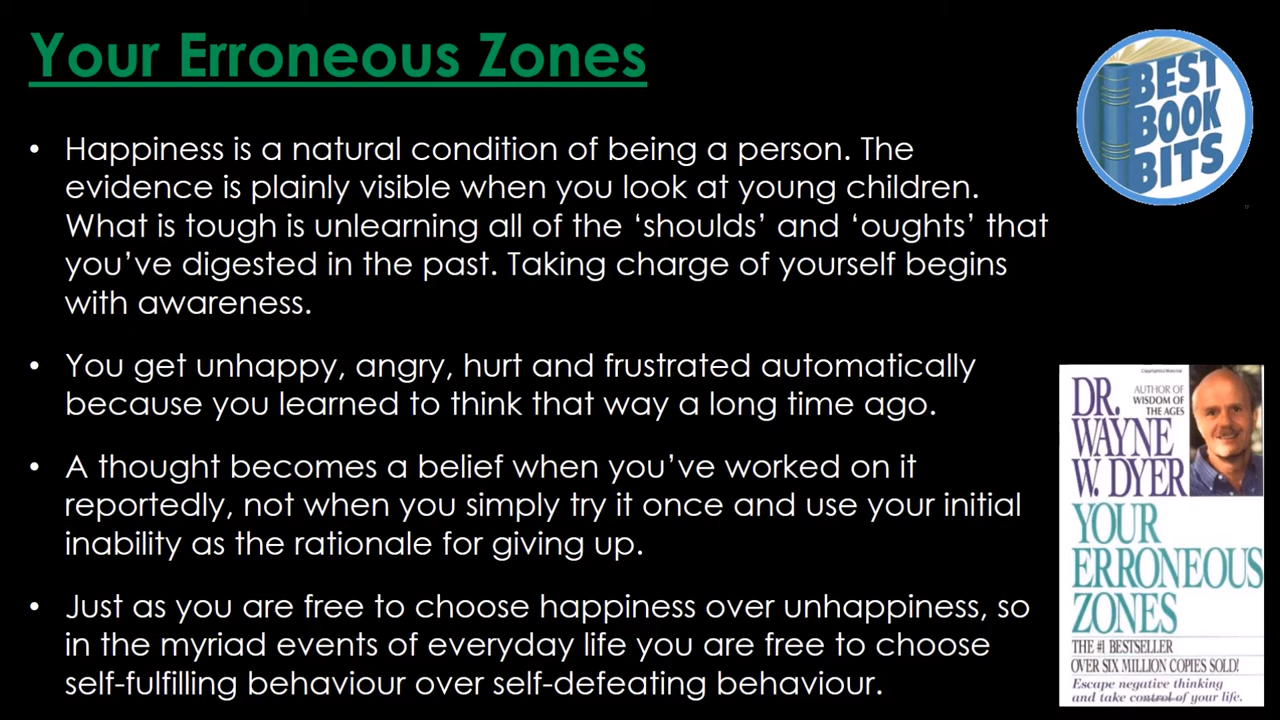 Your Erroneous Zones
• Happiness is a natural condition of being a person. The
evidence is plainly visible when you look at young children.
What is tough is unlearning all of the ‘shoulds’ and ‘oughts’ that
you’ve digested in the past. Taking charge of yourself begins
with awareness.
• You get unhappy, angry, hurt and frustrated automatically
because you learned to think that way a long time ago.
• A thought becomes a belief when you’ve worked on it
reportedly, not when you simply try it once and use your initial
inability as the rationale for giving up.
• Just as you are free to choose happiness over unhappiness, so
in the myriad events of everyday life you are free to choose
self-fulfilling behaviour over self-defeating behaviour.
BEST
BOOK
BITS
Copyrighted Material
DR.
WAYNE
W. DYER
AUTHOR OF
WISDOM OF
THE AGES
YOUR
ERRONEOUS
ZONES
THE #1 BESTSELLER
OVER SIX MILLION COPIES SOLD!
Escape negative thinking
and take control of your life.